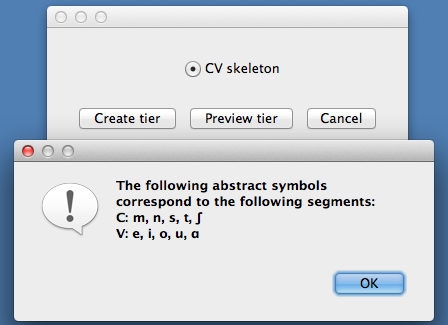 CV skeleton
Create tier
Preview tier
Cancel
The following abstract symbols
correspond to the following segments:
C: m, n, s, t, ʃ
V: e, i, o, u, ɑ
OK